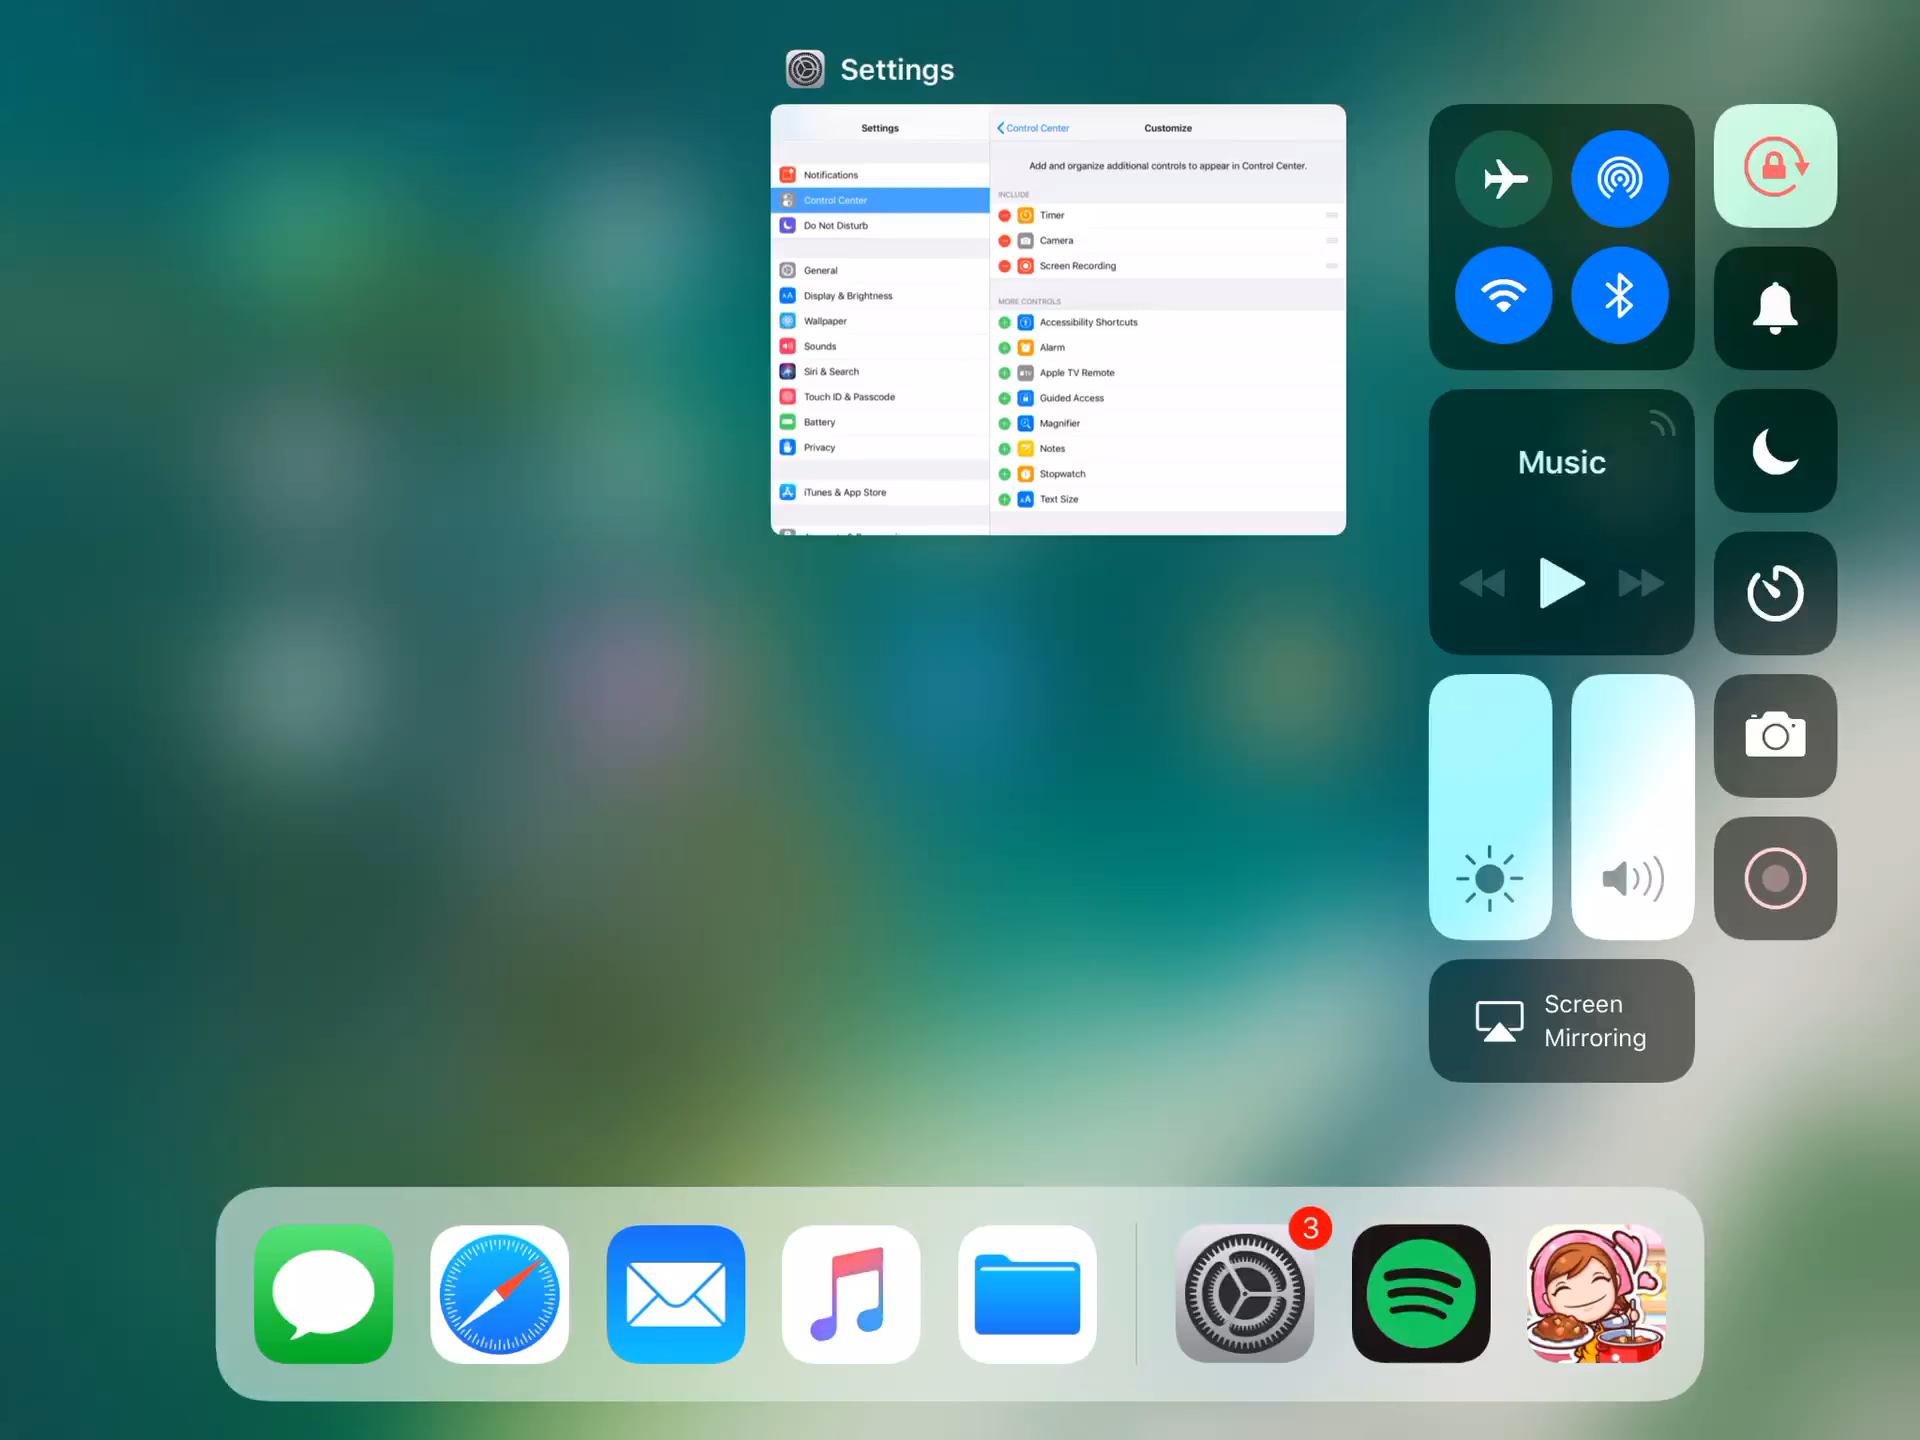 Settings
Settings
Notifications
Control Center
Do Not Disturb
General
Display & Brightness
Wallpaper
Sounds
Siri & Search
Touch ID & Passcode
Battery
Privacy
iTunes & App Store
Control Center
Customize
Add and organize additional controls to appear in Control Center.
INCLUDE
Timer
Camera
Screen Recording
MORE CONTROLS
Accessibility Shortcuts
Alarm
Apple TV Remote
Guided Access
Magnifier
Notes
Stopwatch
Text Size
Music
Screen
Mirroring
3